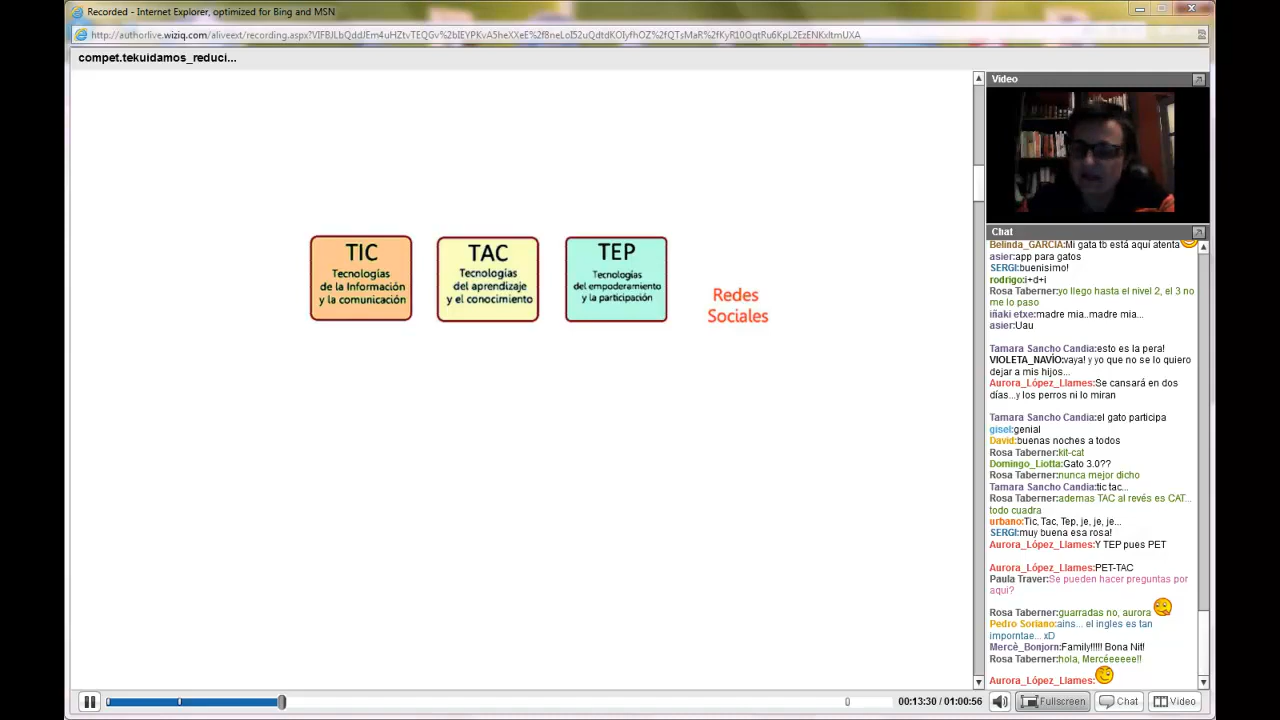 Recorded - Internet Explorer, optimized for Bing and MSN
compet.tekuidamos_reduci...
TIC
Tecnologías
de la Información
y la comunicación
TAC
Tecnologías
del aprendizaje
y el conocimiento
TEP
Tecnologías
del empoderamiento
y la participación
Redes
Sociales
Video
Chat
Belinda_GARCIA:Mi gata tb está aquí atenta
asier:app para gatos
SERGI:buenisimo!
rodrigo:i+d+i
Rosa Taberner:yo llego hasta el nivel 2, el 3 no
me lo paso
iñaki etxe:madre mia..madre mia...
asier:Uau
Tamara Sancho Candia:esto es la pera!
VIOLETA_NAVÍO:vaya! y yo que no se lo quiero
dejar a mis hijos...
Aurora_López_Llames:Se cansará en dos
días...y los perros ni lo miran
Tamara Sancho Candia:el gato participa
gisel:genial
David:buenas noches a todos
Rosa Taberner:kit-cat
Domingo_Liotta:Gato 3.0??
Rosa Taberner:nunca mejor dicho
Tamara Sancho Candia:tic tac...
Rosa Taberner:ademas TAC al revés es CAT...
todo cuadra
urbano:Tic, Tac, Tep, je, je, je...
SERGI:muy buena esa rosa!
Aurora_López_Llames:Y TEP pues PET
Aurora_López_Llames:PET-TAC
Paula Traver:Se pueden hacer preguntas por
aqui?
Rosa Taberner:guarradas no, aurora
Pedro Soriano:ains... el ingles es tan
imporntae... xD
Mercè_Bonjorn:Family!!!!! Bona Nit!
Rosa Taberner:hola, Mercéeeeee!!
Aurora_López_Llames:
00:13:30 / 01:00:56
Fullscreen
Chat
Video